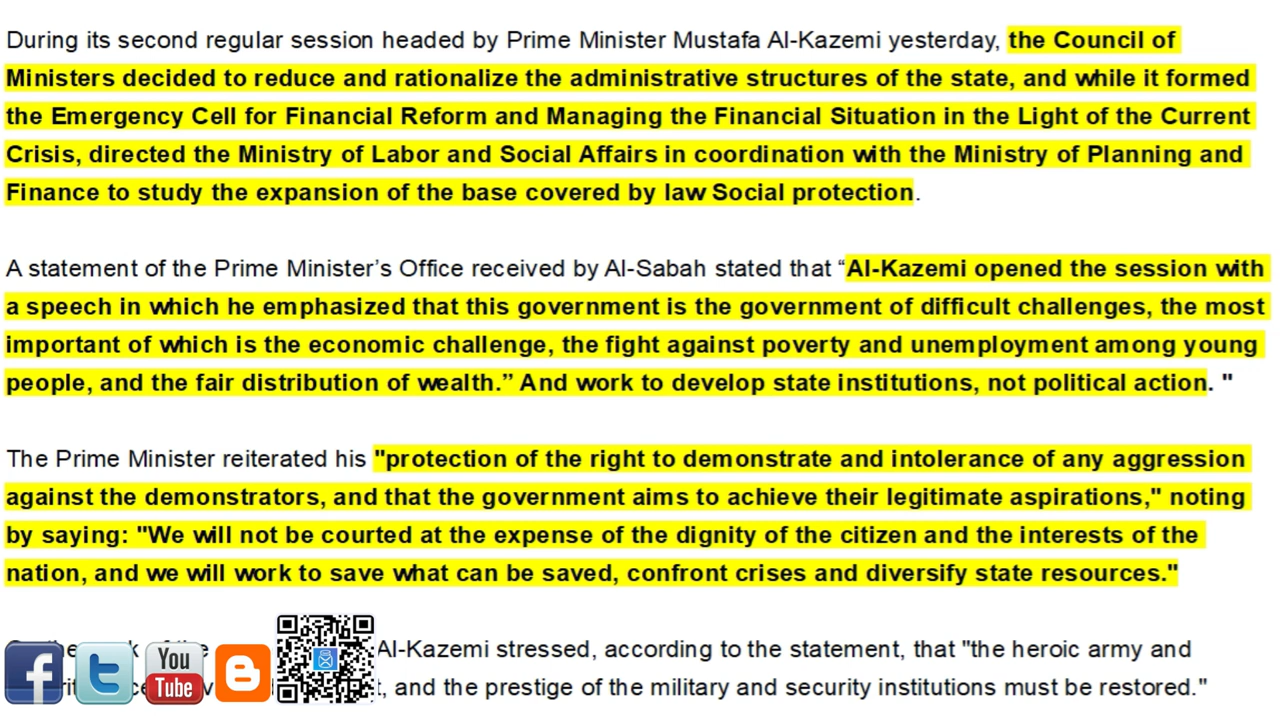 During its second regular session headed by Prime Minister Mustafa Al-Kazemi yesterday, the Council of
Ministers decided to reduce and rationalize the administrative structures of the state, and while it formed
the Emergency Cell for Financial Reform and Managing the Financial Situation in the Light of the Current
Crisis, directed the Ministry of Labor and Social Affairs in coordination with the Ministry of Planning and
Finance to study the expansion of the base covered by law Social protection.
A statement of the Prime Minister’s Office received by Al-Sabah stated that “Al-Kazemi opened the session with
a speech in which he emphasized that this government is the government of difficult challenges, the most
important of which is the economic challenge, the fight against poverty and unemployment among young
people, and the fair distribution of wealth.” And work to develop state institutions, not political action. "
The Prime Minister reiterated his "protection of the right to demonstrate and intolerance of any aggression
against the demonstrators, and that the government aims to achieve their legitimate aspirations," noting
by saying: "We will not be courted at the expense of the dignity of the citizen and the interests of the
nation, and we will work to save what can be saved, confront crises and diversify state resources."
Al-Kazemi stressed, according to the statement, that "the heroic army and
, and the prestige of the military and security institutions must be restored."
You
Tube